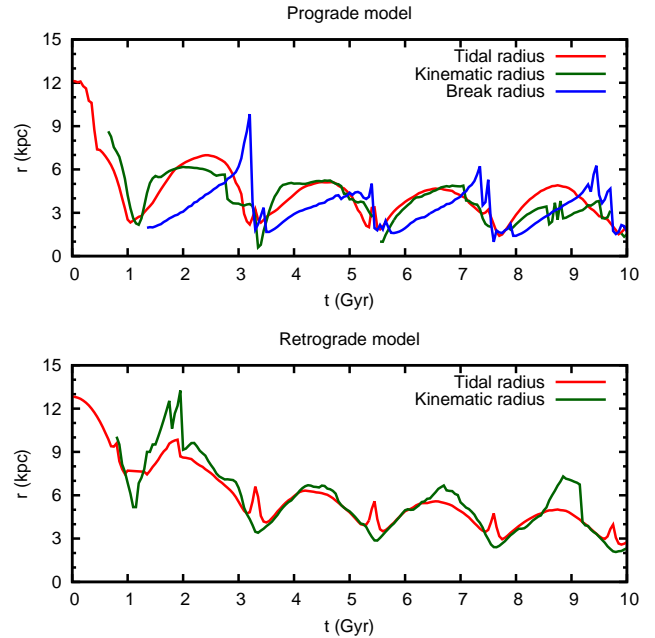 Prograde model
15
12
9
6
3
0
r (kpc)
Tidal radius
Kinematic radius
Break radius
0 1 2 3 4 5 6 7 8 9 10
t (Gyr)
Retrograde model
15
12
9
6
3
0
r (kpc)
Tidal radius
Kinematic radius
0 1 2 3 4 5 6 7 8 9 10
t (Gyr)